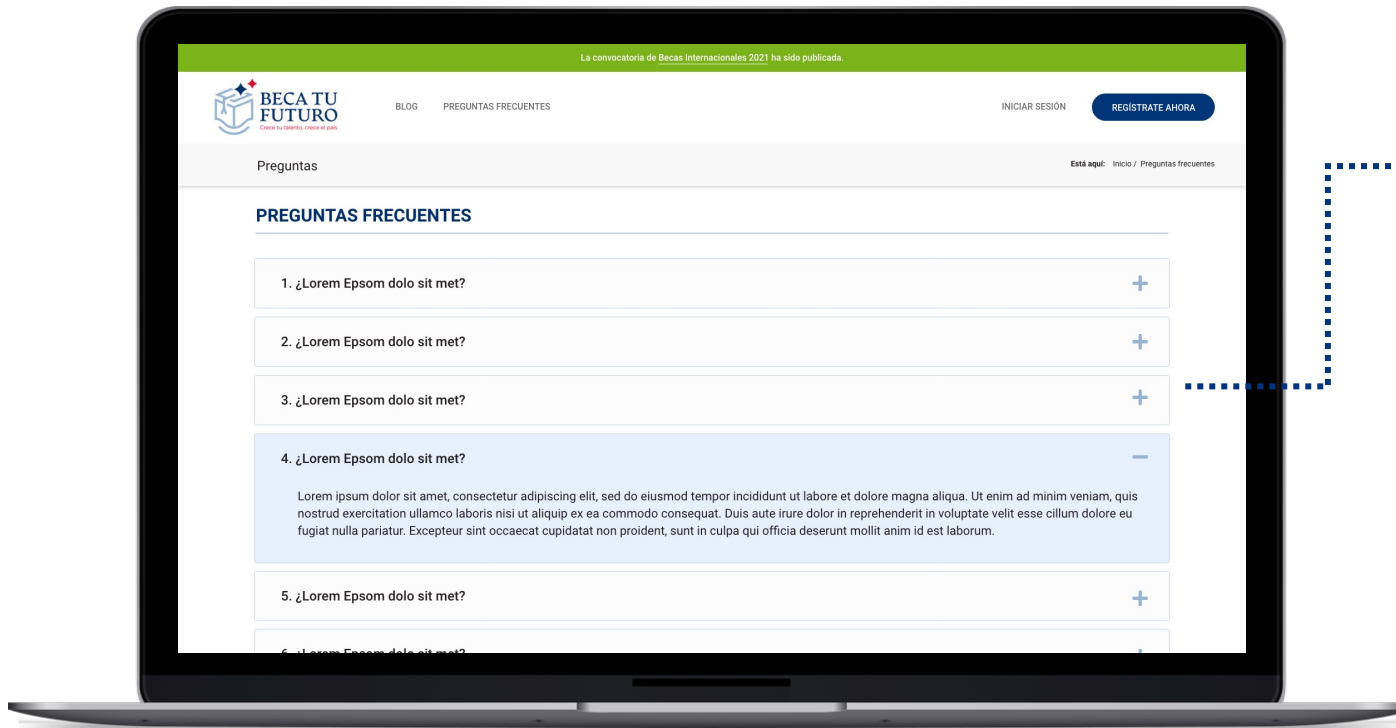 La convocatoria de Becas Internacionales 2021 ha sido publicada.
BECA TU
FUTURO
Crece tu talento, crece el país
BLOG PREGUNTAS FRECUENTES
INICIAR SESIÓN
REGÍSTRATE AHORA
Preguntas
Está aquí: Inicio / Preguntas frecuentes
PREGUNTAS FRECUENTES
1. ¿Lorem Epsom dolo sit met?
2. ¿Lorem Epsom dolo sit met?
3. ¿Lorem Epsom dolo sit met?
4. ¿Lorem Epsom dolo sit met?
Lorem ipsum dolor sit amet, consectetur adipiscing elit, sed do eiusmod tempor incididunt ut labore et dolore magna aliqua. Ut enim ad minim veniam, quis
nostrud exercitation ullamco laboris nisi ut aliquip ex ea commodo consequat. Duis aute irure dolor in reprehenderit in voluptate velit esse cillum dolore eu
fugiat nulla pariatur. Excepteur sint occaecat cupidatat non proident, sunt in culpa qui officia deserunt mollit anim id est laborum.
5. ¿Lorem Epsom dolo sit met?
6. ¿Lorem Epsom dolo sit met?